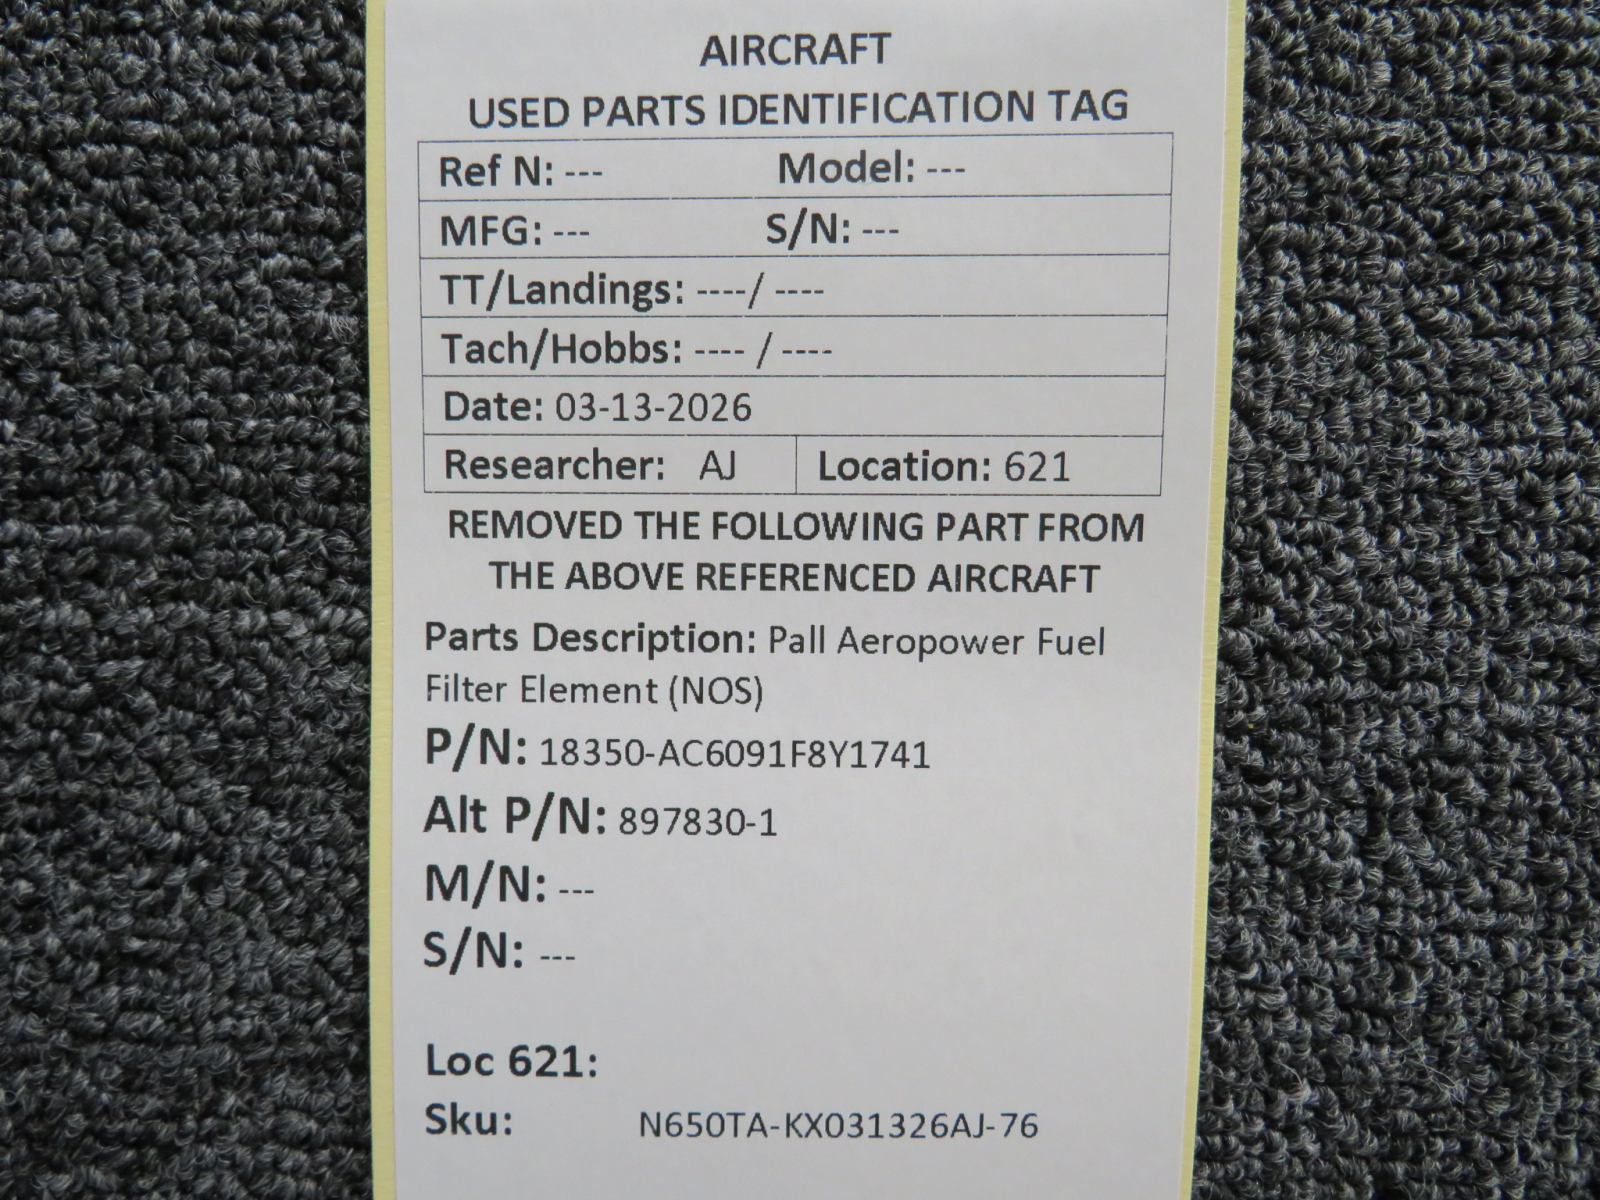 AIRCRAFT
USED PARTS IDENTIFICATION TAG
Ref N: --- Model: ---
MFG: --- S/N: ---
TT/Landings: ----/ ----
Tach/Hobbs: ---- / ----
Date: 03-13-2026
Researcher: AJ Location: 621
REMOVED THE FOLLOWING PART FROM
THE ABOVE REFERENCED AIRCRAFT
Parts Description: Pall Aeropower Fuel
Filter Element (NOS)
P/N: 18350-AC6091F8Y1741
Alt P/N: 897830-1
M/N: ---
S/N: ---
Loc 621:
Sku: N650TA-KX031326AJ-76